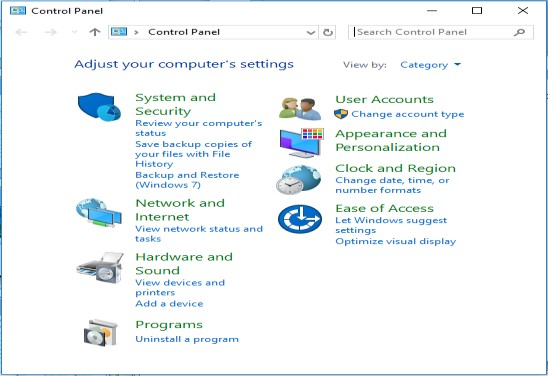 Control Panel
Control Panel
Search Control Panel
Adjust your computer's settings
View by: Category
System and
Security
Review your computer's
status
Save backup copies of
your files with File
History
Backup and Restore
(Windows 7)
Network and
Internet
View network status and
tasks
Hardware and
Sound
View devices and
printers
Add a device
Programs
Uninstall a program
User Accounts
Change account type
Appearance and
Personalization
Clock and Region
Change date, time, or
number formats
Ease of Access
Let Windows suggest
settings
Optimize visual display